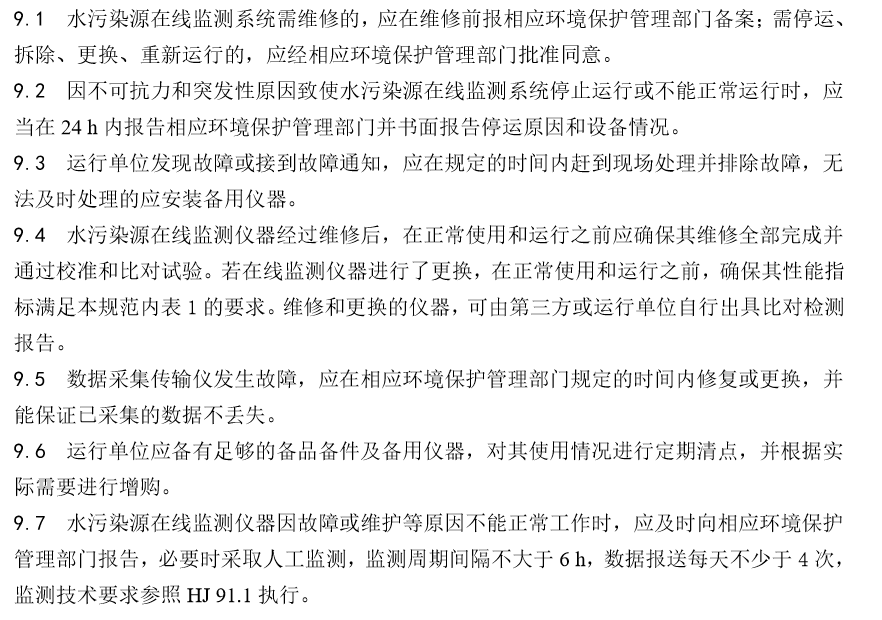 9.1 水污染源在线监测系统需维修的，应在维修前报相应环境保护管理部门备案；需停运、
拆除、更换、重新运行的，应经相应环境保护管理部门批准同意。
9.2 因不可抗力和突发性原因致使水污染源在线监测系统停止运行或不能正常运行时，应
当在 24 h 内报告相应环境保护管理部门并书面报告停运原因和设备情况。
9.3 运行单位发现故障或接到故障通知，应在规定的时间内赶到现场处理并排除故障，无
法及时处理的应安装备用仪器。
9.4 水污染源在线监测仪器经过维修后，在正常使用和运行之前应确保其维修全部完成并
通过校准和比对试验。若在线监测仪器进行了更换，在正常使用和运行之前，确保其性能指
标满足本规范内表 1 的要求。维修和更换的仪器，可由第三方或运行单位自行出具比对检测
报告。
9.5 数据采集传输仪发生故障，应在相应环境保护管理部门规定的时间内修复或更换，并
能保证已采集的数据不丢失。
9.6 运行单位应备有足够的备品备件及备用仪器，对其使用情况进行定期清点，并根据实
际需要进行增购。
9.7 水污染源在线监测仪器因故障或维护等原因不能正常工作时，应及时向相应环境保护
管理部门报告，必要时采取人工监测，监测周期间隔不大于 6 h，数据报送每天不少于 4 次，
监测技术要求参照 HJ 91.1 执行。